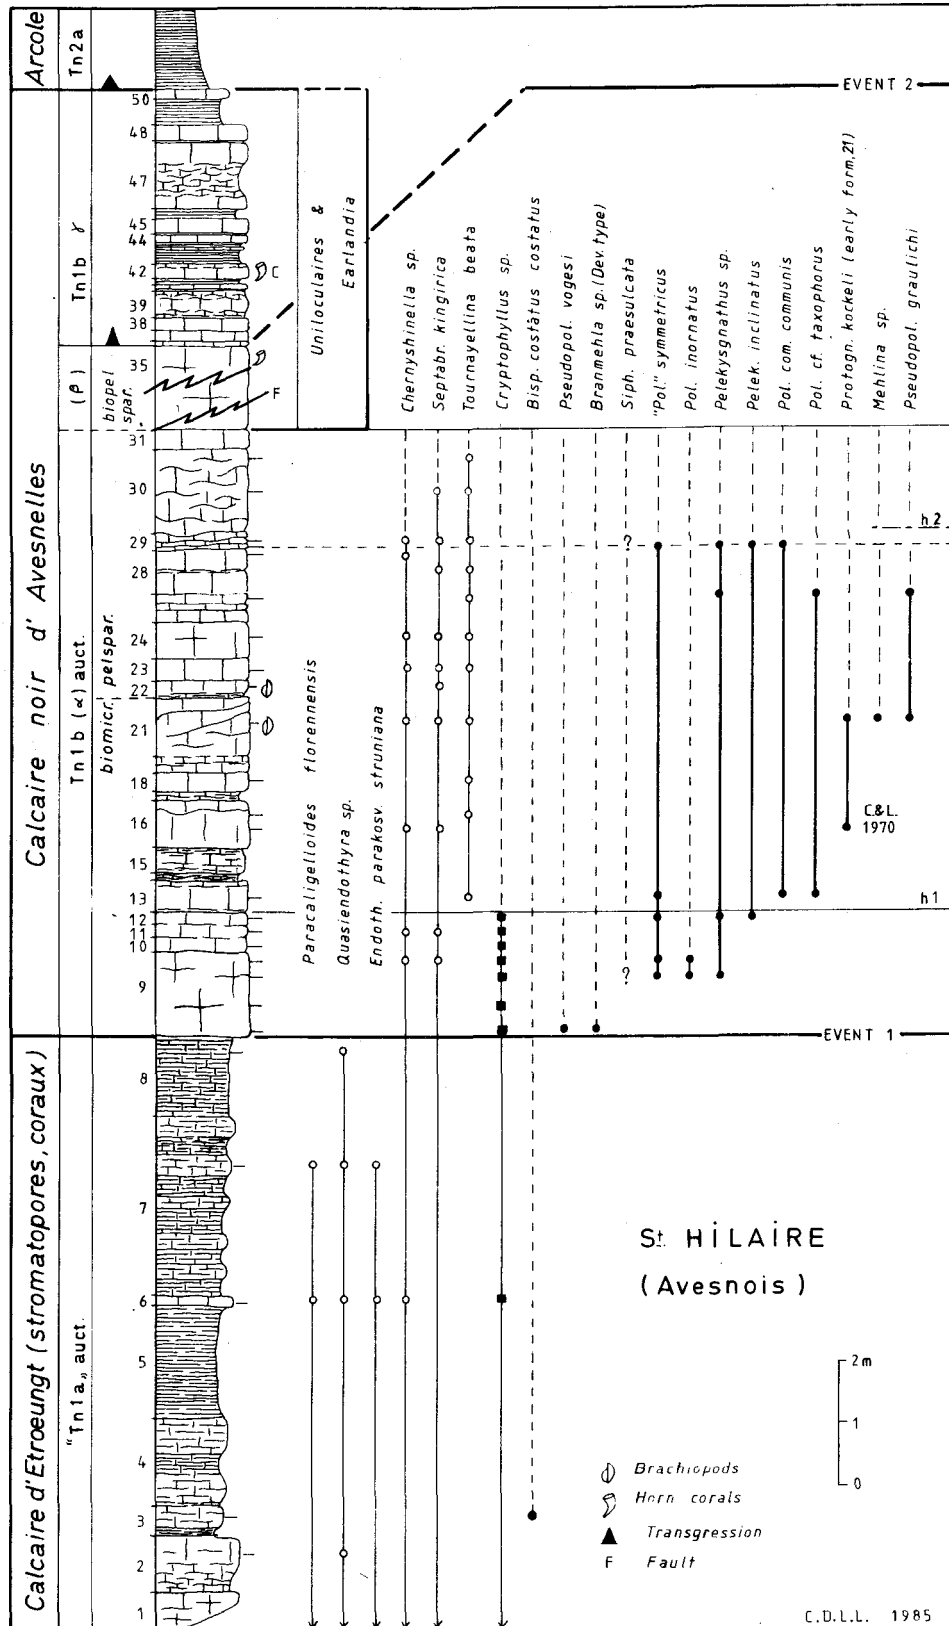 Arcole
Tn2a
Calcaire noir d'Avesnelles
Tn1b γ
(β)
biopel
spar.
Tn1b (α) auct.
biomicr. pelspar.
Calcaire d'Etroeungt (stromatopores, coraux)
"Tn1a„ auct.
50
48
47
45
44
42
39
38
35
31
30
29
28
24
23
22
21
18
16
15
13
12
11
10
9
8
7
6
5
4
3
2
1
C
F
Uniloculaires &
Earlandia
EVENT 2
Paracaligelloides florennensis
Quasiendothyra sp.
Endoth. parakosv. struniana
Chernyshinella sp.
Septabr. kingirica
Tournayellina beata
Cryptophyllus sp.
Bisp. costatus costatus
Pseudopol. vogesi
Branmehla sp. (Dev. type)
Siph. praesulcata
"Pol." symmetricus
Pol. inornatus
Pelekysgnathus sp.
Pelek. inclinatus
Pol. com. communis
Pol. cf. taxophorus
Protogn. kockeli (early form, 21)
Mehlina sp.
Pseudopol. graulichi
h2
?
C.&L.
1970
h1
?
EVENT 1
St. HILAIRE
(Avesnois)
2m
1
0
Brachiopods
Horn corals
Transgression
F Fault
C.D.L.L. 1985